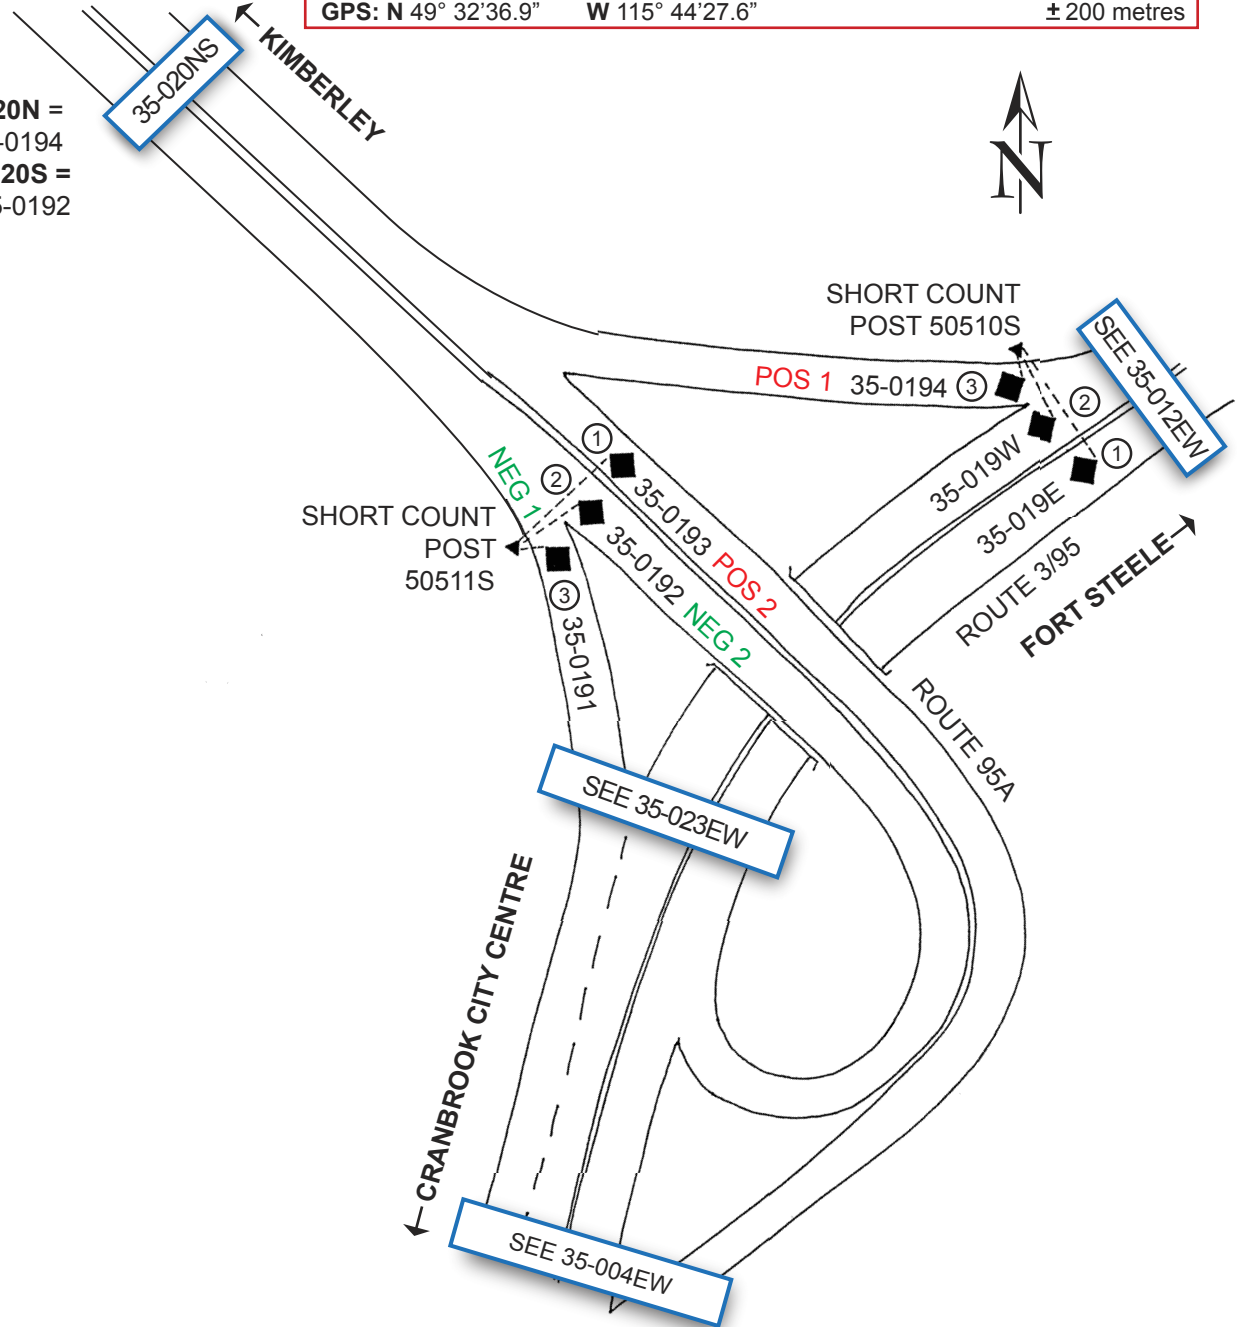 GPS: N 49° 32’36.9” W 115° 44’27.6” ± 200 metres
KIMBERLEY
35-020NS
20N =
-0194
20S =
-0192
N
SHORT COUNT
POST 50510S
SEE 35-012EW
POS 1 35-0194 3
2
1
35-019W
35-019E
ROUTE 3/95
FORT STEELE
1
2
NEG 1
35-0193 POS 2
35-0192 NEG 2
SHORT COUNT
POST
50511S
3
35-0191
ROUTE 95A
SEE 35-023EW
CRANBROOK CITY CENTRE
SEE 35-004EW